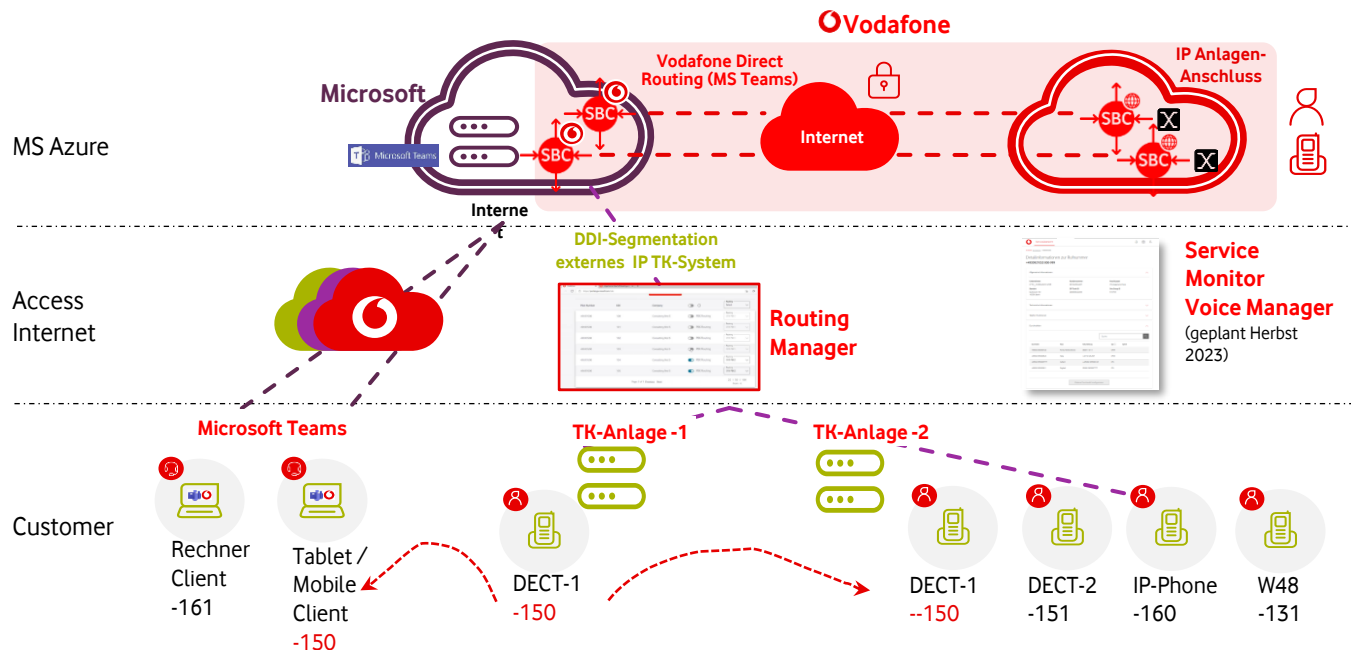 Vodafone
Vodafone Direct
Routing (MS Teams)
IP Anlagen-
Anschluss
Microsoft
SBC
SBC
SBC
SBC
Internet
MS Azure
Microsoft Teams
Interne
t
DDI-Segmentation
externes IP TK-System
Access
Internet
Routing
Manager
Service
Monitor
Voice Manager
(geplant Herbst
2023)
Microsoft Teams
TK-Anlage -1
TK-Anlage -2
Customer
Rechner
Client
-161
Tablet /
Mobile
Client
-150
DECT-1
-150
DECT-1
--150
DECT-2
-151
IP-Phone
-160
W48
-131